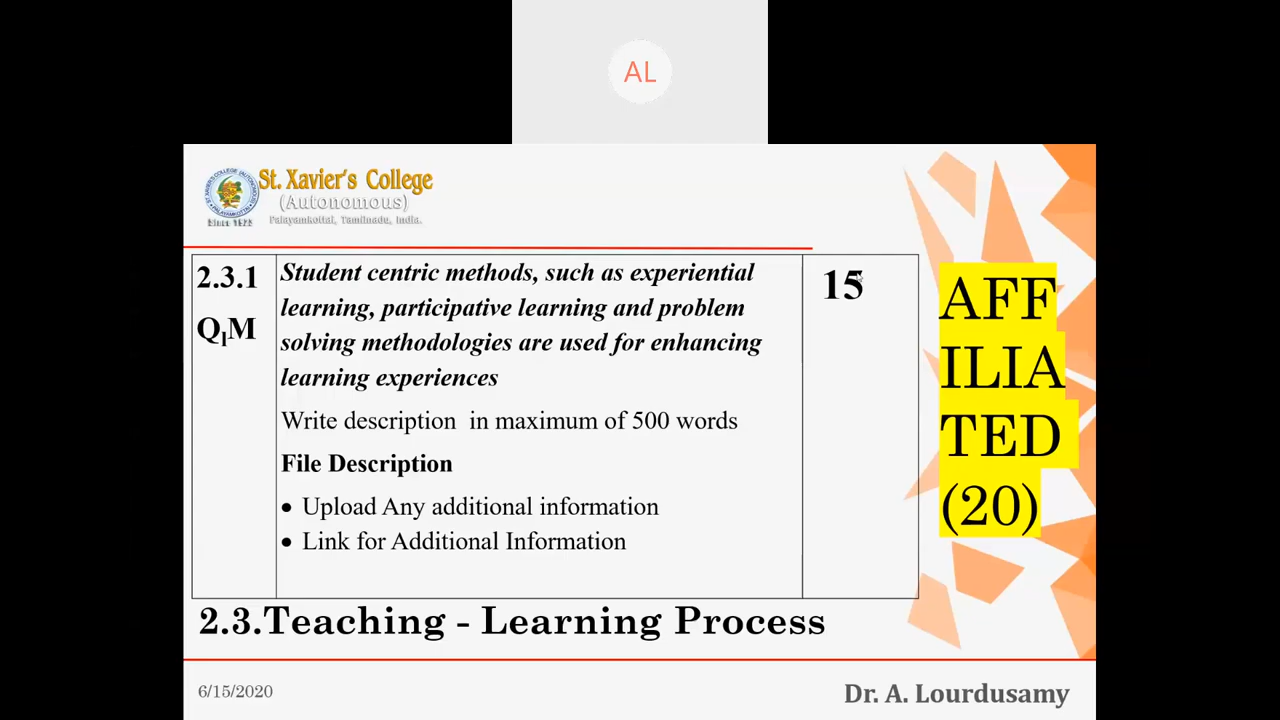 AL
St. Xavier's College
(Autonomous)
Palayamkottai, Tamilnadu, India.
Since 1923
2.3.1
QlM
Student centric methods, such as experiential
learning, participative learning and problem
solving methodologies are used for enhancing
learning experiences
Write description in maximum of 500 words
File Description
• Upload Any additional information
• Link for Additional Information
15
AFF
ILIA
TED
(20)
2.3.Teaching - Learning Process
6/15/2020
Dr. A. Lourdusamy